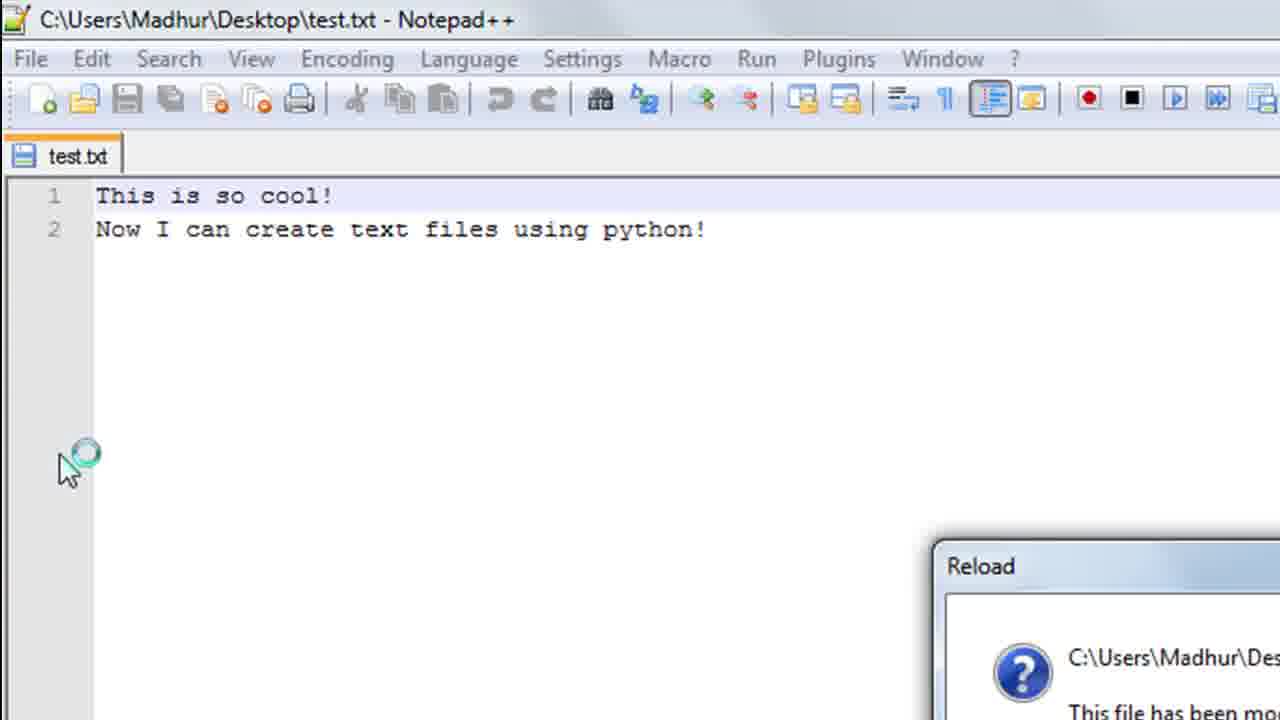 C:\Users\Madhur\Desktop\test.txt - Notepad++
File Edit Search View Encoding Language Settings Macro Run Plugins Window ?
test.txt
1 This is so cool!
2 Now I can create text files using python!
Reload
C:\Users\Madhur\Des
This file has been mo